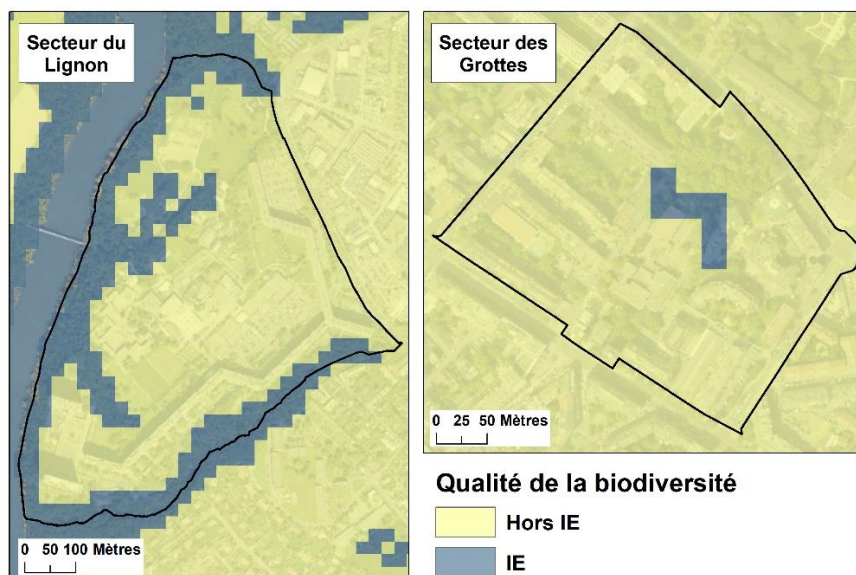 Secteur du
Lignon
0 50 100 Mètres
Secteur des
Grottes
0 25 50 Mètres
Qualité de la biodiversité
Hors IE
IE